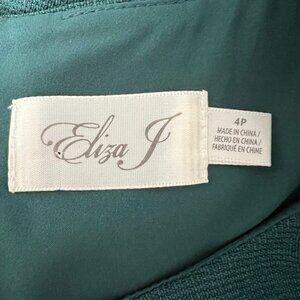 Eliza J
4P
MADE IN CHINA /
HECHO EN CHINA /
FABRIQUÉ EN CHINE